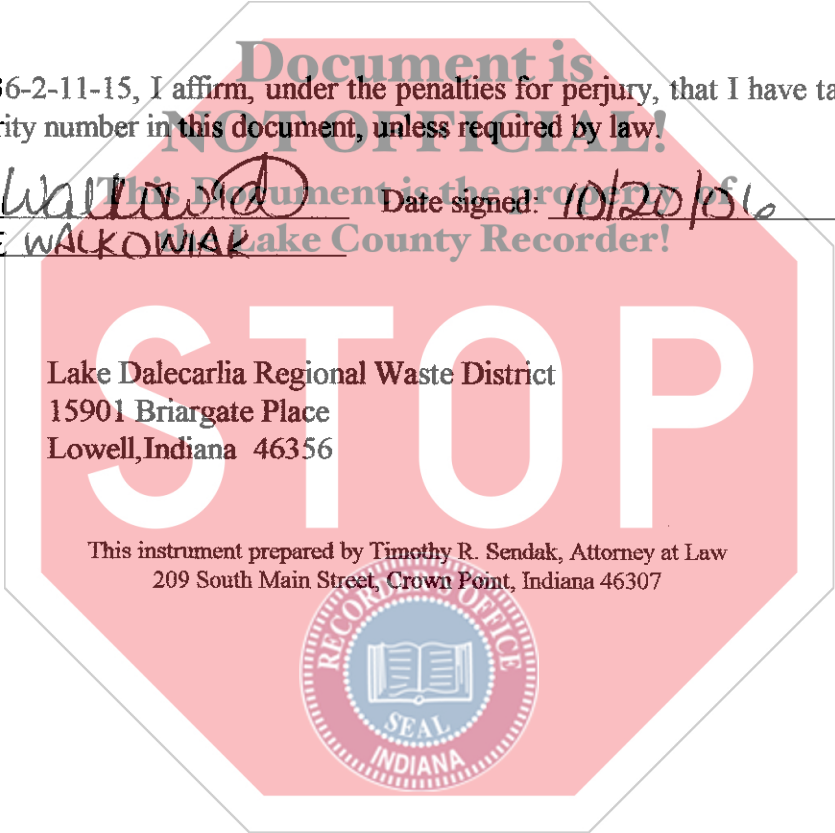 Document is
6-2-11-15, I affirm, under the penalties for perjury, that I have ta
NOT OFFICIAL!
rity number in this document, unless required by law.
This Document is the property of
Walkowiak Date signed: 10/20/06
the Lake County Recorder!
E WALKOWIAK
STOP
Lake Dalecarlia Regional Waste District
15901 Briargate Place
Lowell, Indiana 46356
This instrument prepared by Timothy R. Sendak, Attorney at Law
209 South Main Street, Crown Point, Indiana 46307
RECORDER'S OFFICE
SEAL
INDIANA